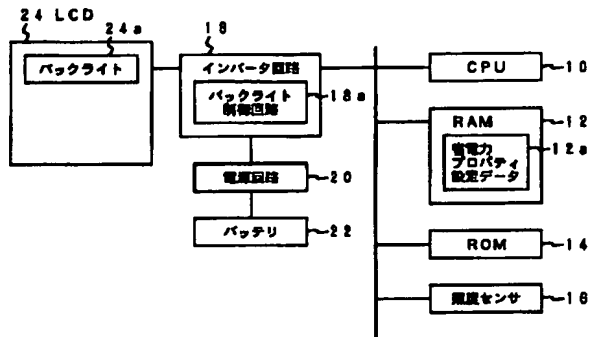 24 LCD
24a
バックライト
18
インバータ回路
バックライト
制御回路
18a
電源回路
20
バッテリ
22
CPU
10
RAM
12
省電力
プロパティ
設定データ
12a
ROM
14
照度センサ
16